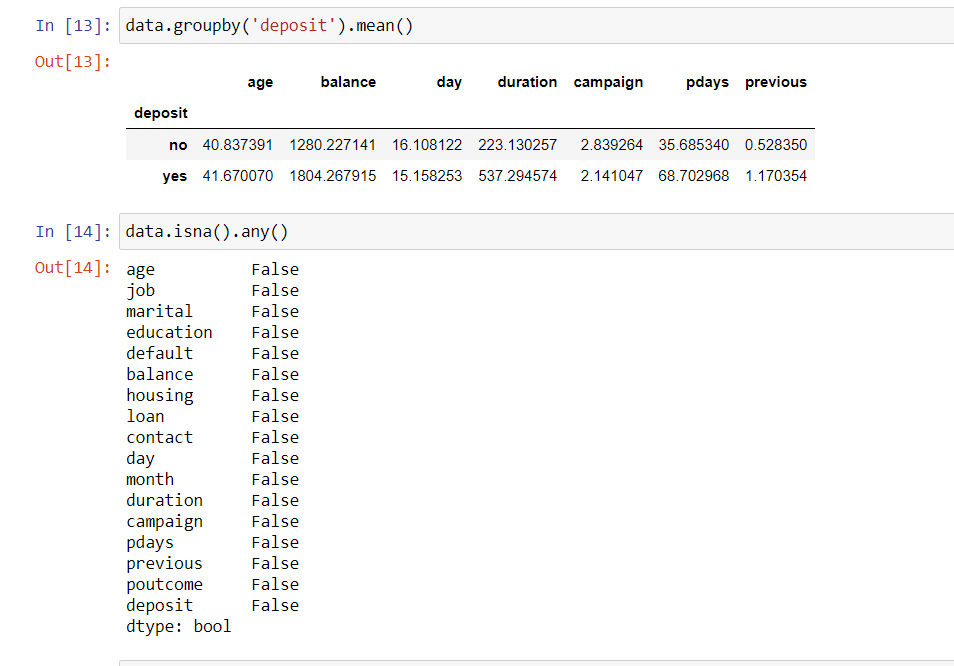 In [13]: data.groupby('deposit').mean()
Out[13]:
age balance day duration campaign pdays previous
deposit
no 40.837391 1280.227141 16.108122 223.130257 2.839264 35.685340 0.528350
yes 41.670070 1804.267915 15.158253 537.294574 2.141047 68.702968 1.170354
In [14]: data.isna().any()
Out[14]: age False
job False
marital False
education False
default False
balance False
housing False
loan False
contact False
day False
month False
duration False
campaign False
pdays False
previous False
poutcome False
deposit False
dtype: bool